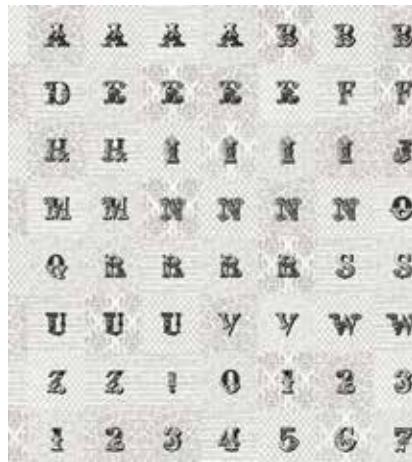 A A A A B B B
D E E E E F F
H H I I I I J
M M N N N N O
Q R R R R S S
U U U V V W W
Z Z ! 0 1 2 3
1 2 3 4 5 6 7